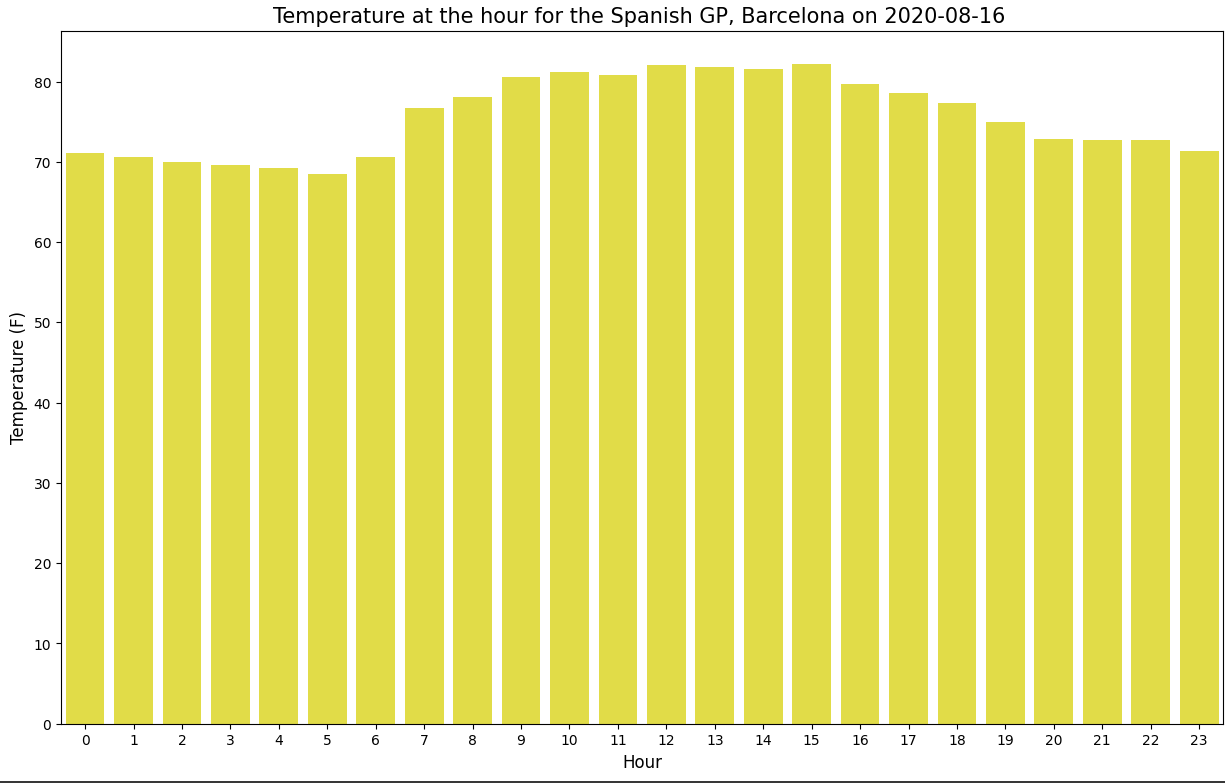 Temperature at the hour for the Spanish GP, Barcelona on 2020-08-16
Temperature (F)
80
70
60
50
40
30
20
10
0
0 1 2 3 4 5 6 7 8 9 10 11 12 13 14 15 16 17 18 19 20 21 22 23
Hour